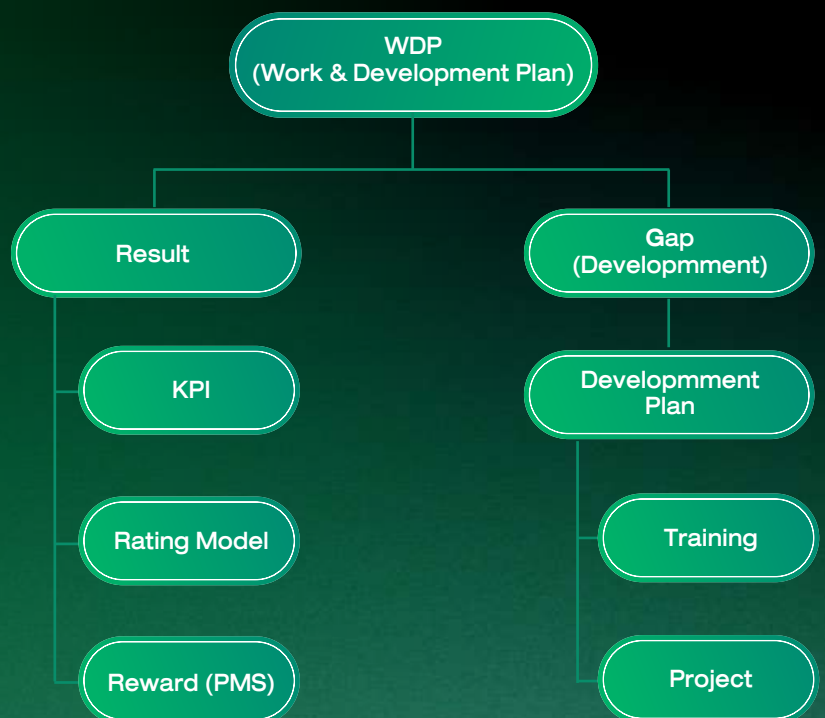 WDP
(Work & Development Plan)
Result
Gap
(Developmment)
KPI
Developmment
Plan
Rating Model
Training
Reward (PMS)
Project